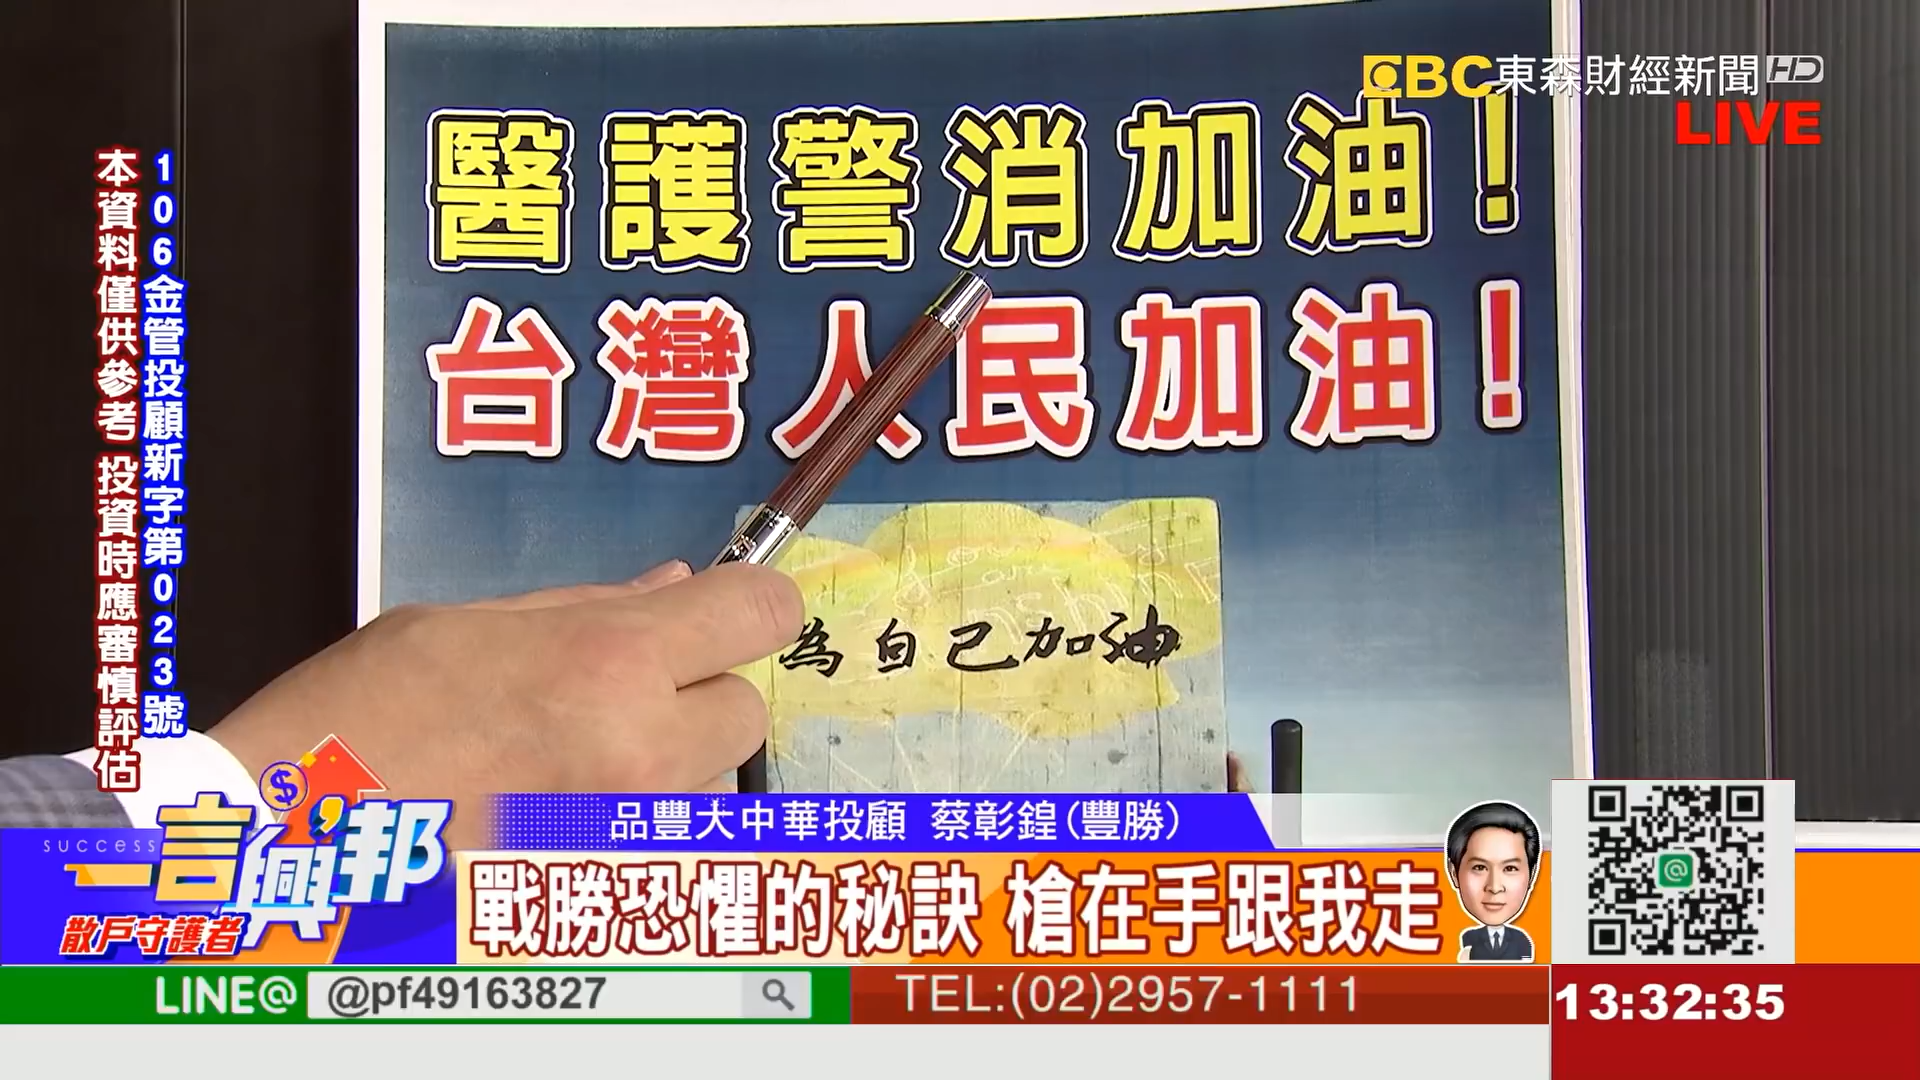 EBC東森財經新聞HD
LIVE
醫護警消加油！
台灣人民加油！
為自己加油
106金管投顧新字第023號
本資料僅供參考 投資時應審慎評估
success
一言興邦
散戶守護者
品豐大中華投顧 蔡彰鍠(豐勝)
戰勝恐懼的秘訣 槍在手跟我走
LINE@ @pf49163827
TEL:(02)2957-1111
13:32:35